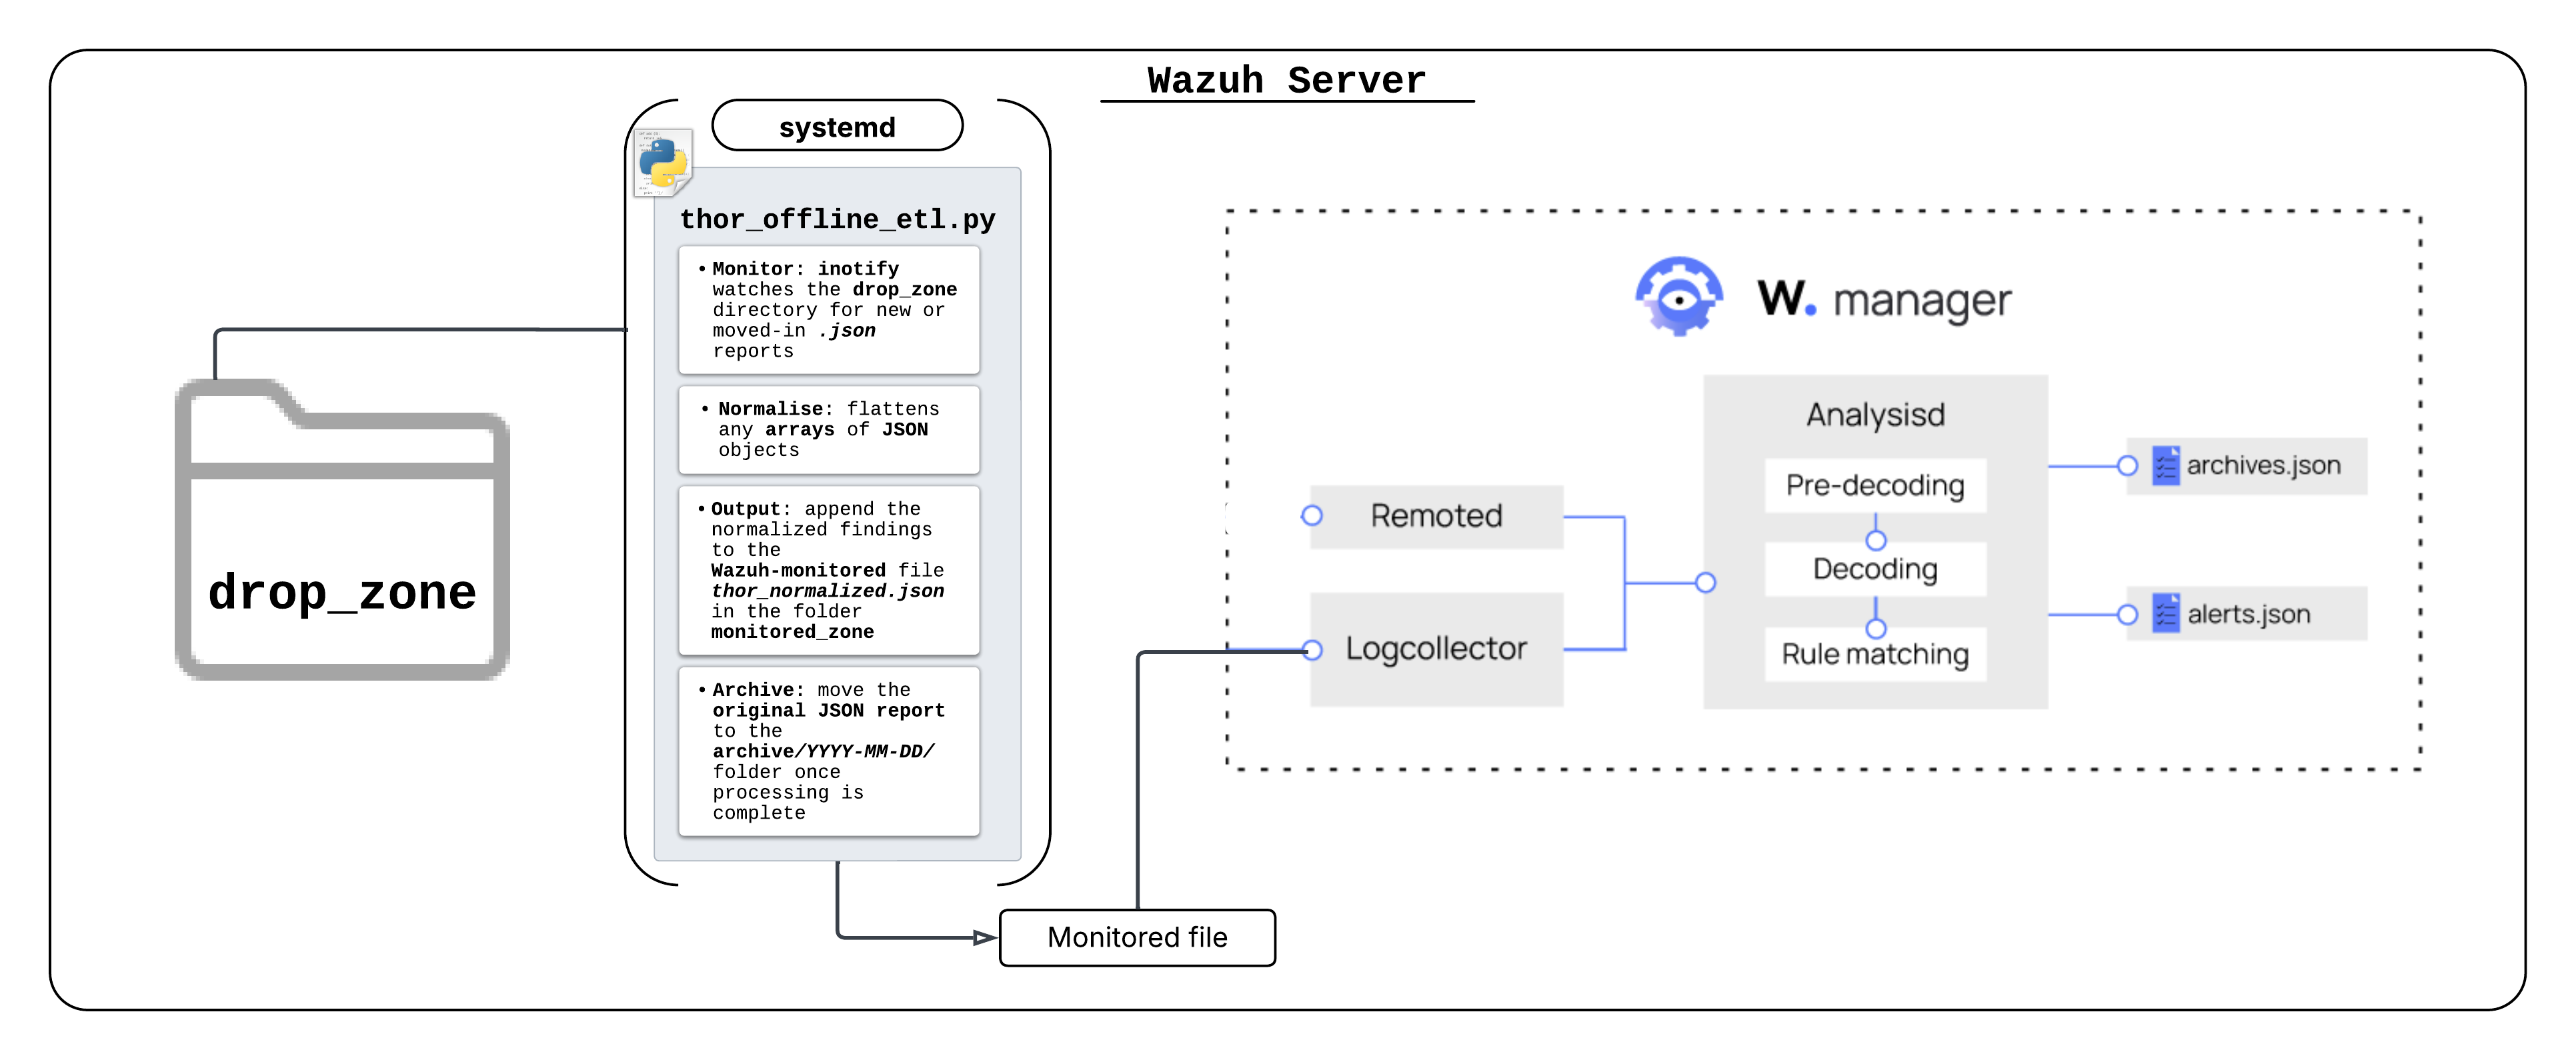 Wazuh Server
systemd
thor_offline_etl.py
• Monitor: inotify
watches the drop_zone
directory for new or
moved-in .json
reports
• Normalise: flattens
any arrays of JSON
objects
• Output: append the
normalized findings
to the
Wazuh-monitored file
thor_normalized.json
in the folder
monitored_zone
• Archive: move the
original JSON report
to the
archive/YYYY-MM-DD/
folder once
processing is
complete
drop_zone
Monitored file
W. manager
Remoted
Logcollector
Analysisd
Pre-decoding
Decoding
Rule matching
archives.json
alerts.json